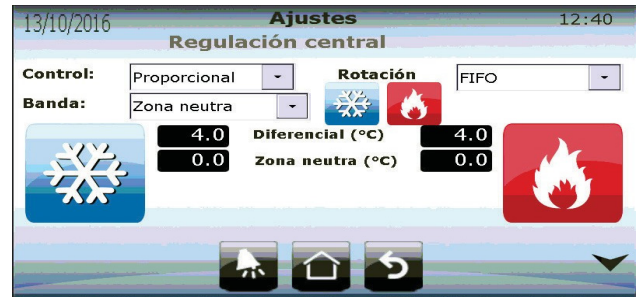 13/10/2016 Ajustes 12:40
Regulación central
Control: Proporcional Rotación FIFO
Banda: Zona neutra
4.0 Diferencial (°C) 4.0
0.0 Zona neutra (°C) 0.0